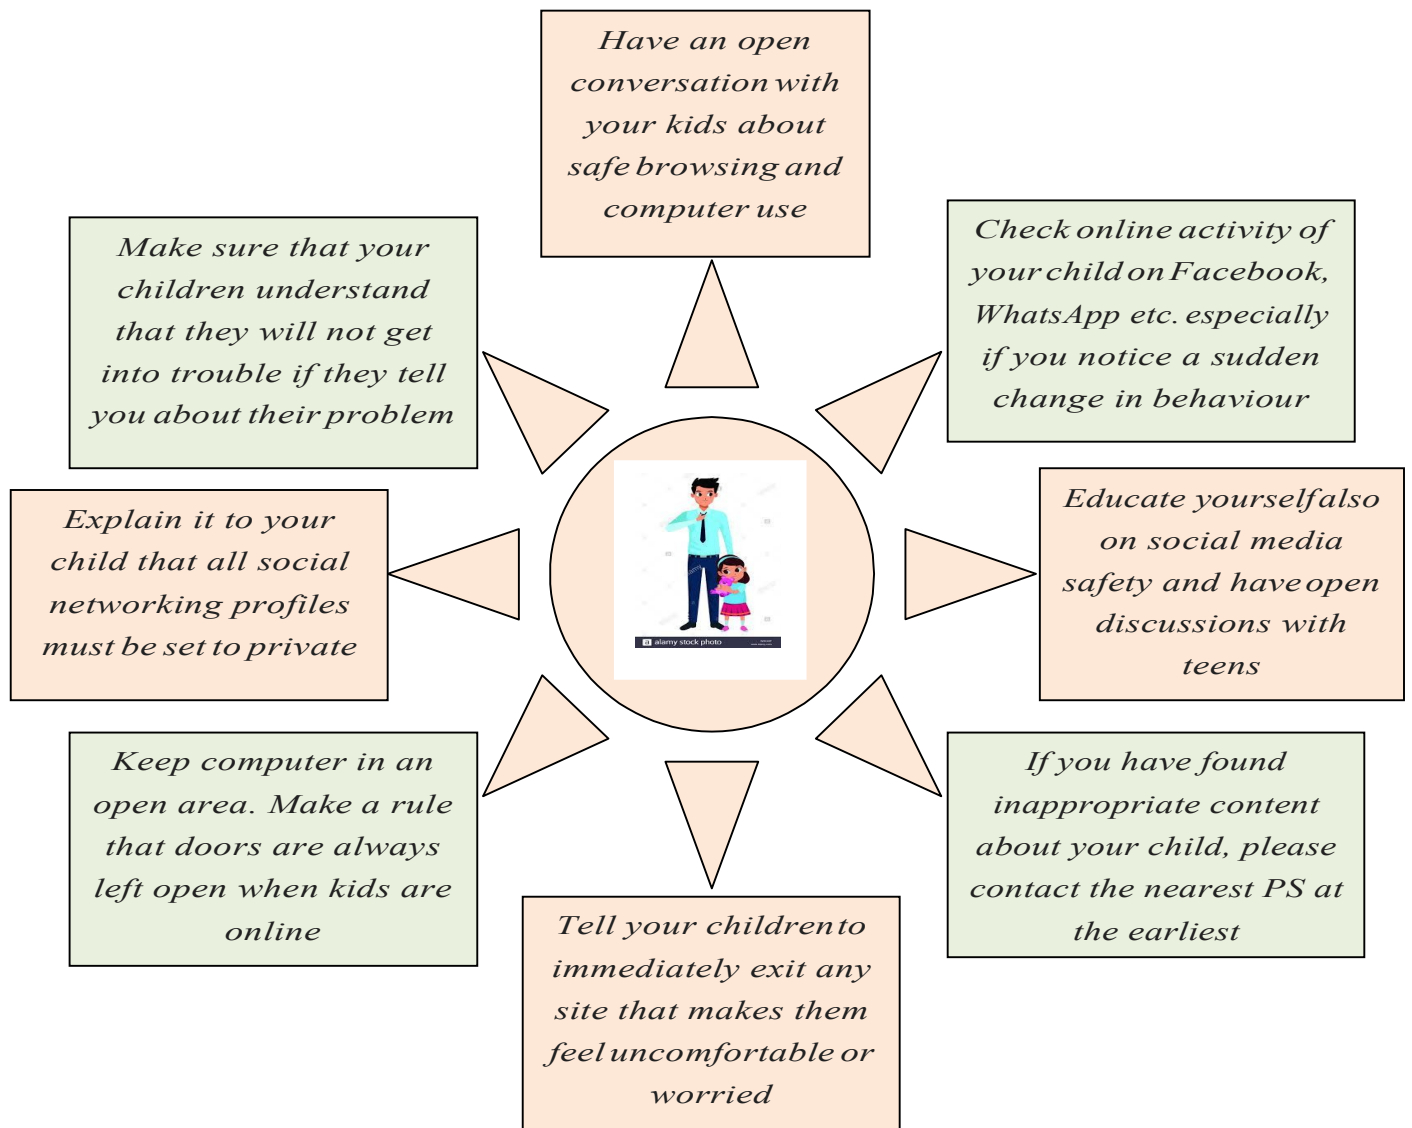 Have an open
conversation with
your kids about
safe browsing and
computer use
Check online activity of
your child on Facebook,
WhatsApp etc. especially
if you notice a sudden
change in behaviour
Educate yourself also
on social media
safety and have open
discussions with
teens
If you have found
inappropriate content
about your child, please
contact the nearest PS at
the earliest
Tell your children to
immediately exit any
site that makes them
feel uncomfortable or
worried
Keep computer in an
open area. Make a rule
that doors are always
left open when kids are
online
Explain it to your
child that all social
networking profiles
must be set to private
Make sure that your
children understand
that they will not get
into trouble if they tell
you about their problem
a alamy stock photo